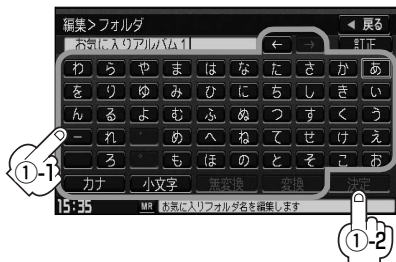 編集>フォルダ ◀ 戻る
お気に入りアルバム1 ← → 訂正
わ ら や ま は な た さ か あ
を り ゆ み ひ に ち し き い
ん る よ む ふ ぬ つ す く う
ー れ ゛ め へ ね て せ け え
ろ ゜ も ほ の と そ こ お
カナ 小文字 無変換 変換 決定
15:35 MR お気に入りフォルダ名を編集します
①-1
①-2